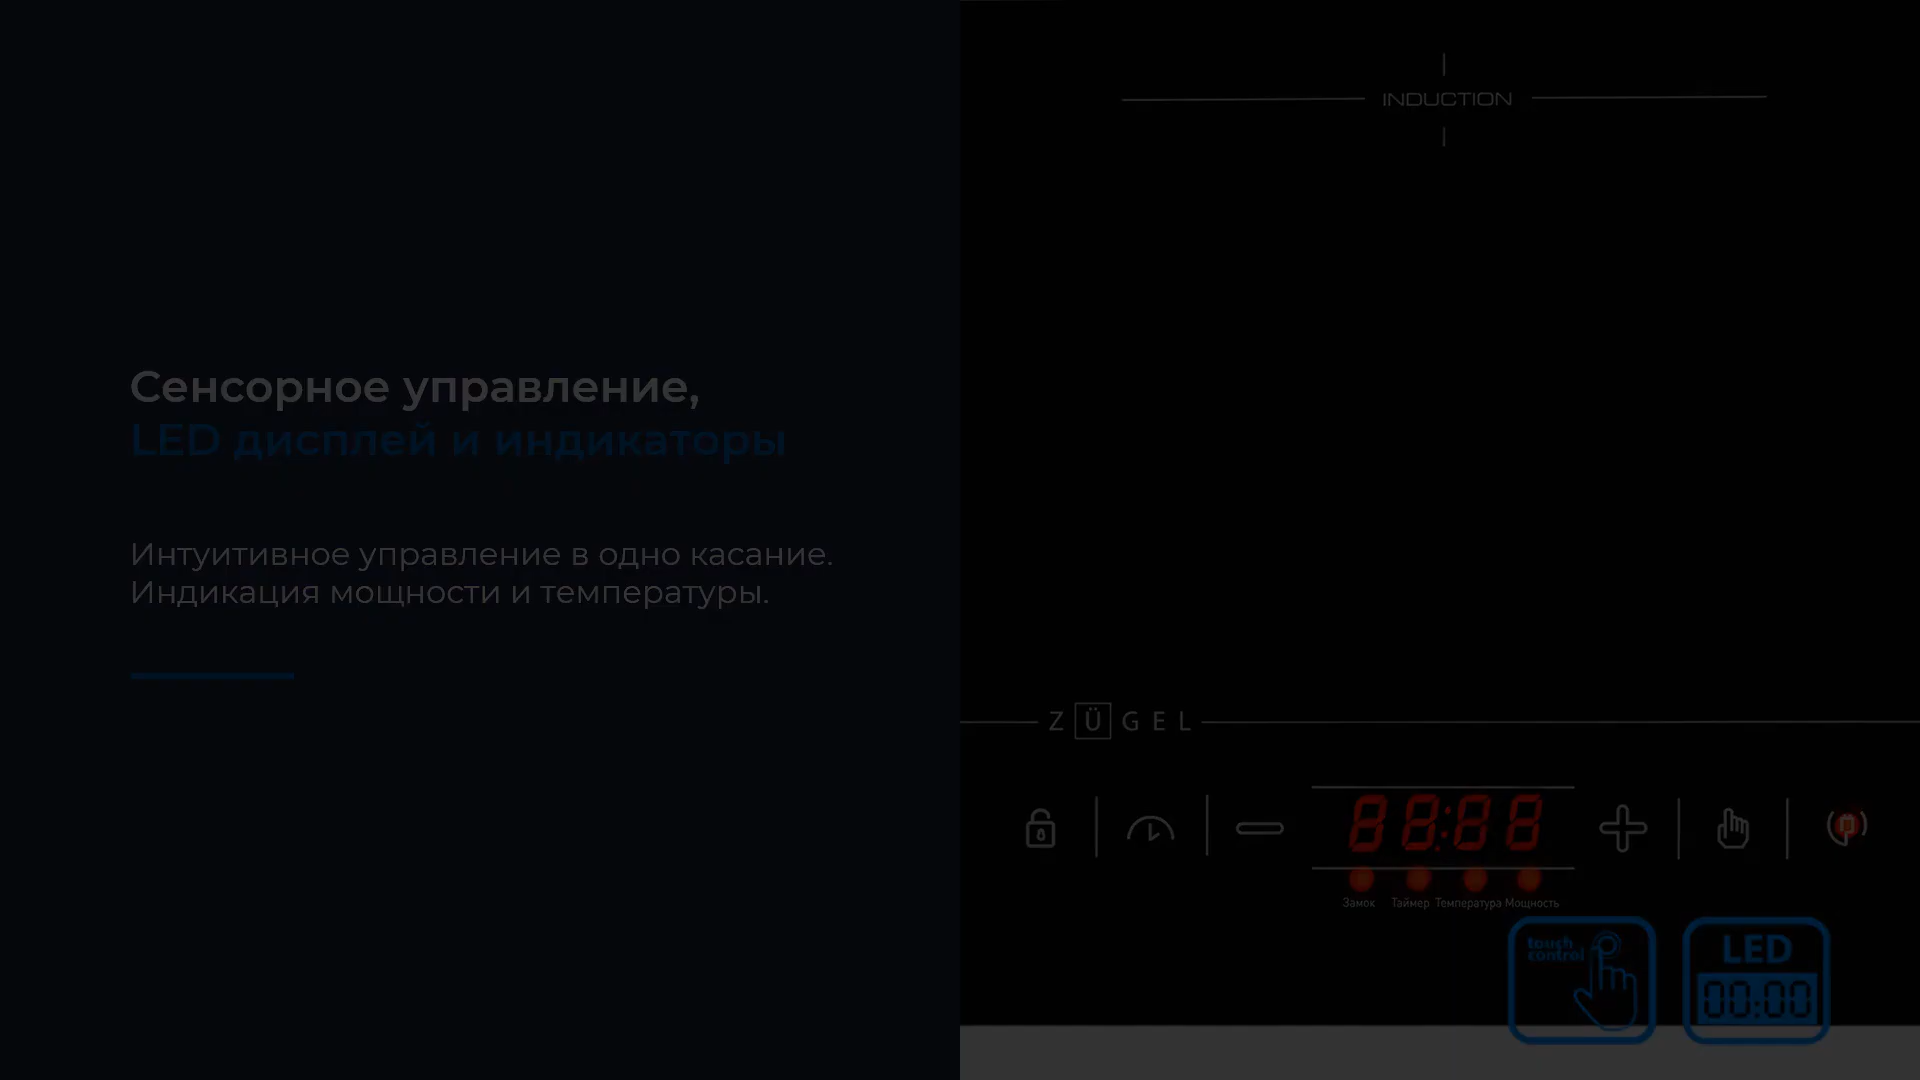 Сенсорное управление,
LED дисплей и индикаторы
Интуитивное управление в одно касание.
Индикация мощности и температуры.
INDUCTION
ZÜGEL
88:88
Замок Таймер Температура Мощность
touch
control
LED
00:00